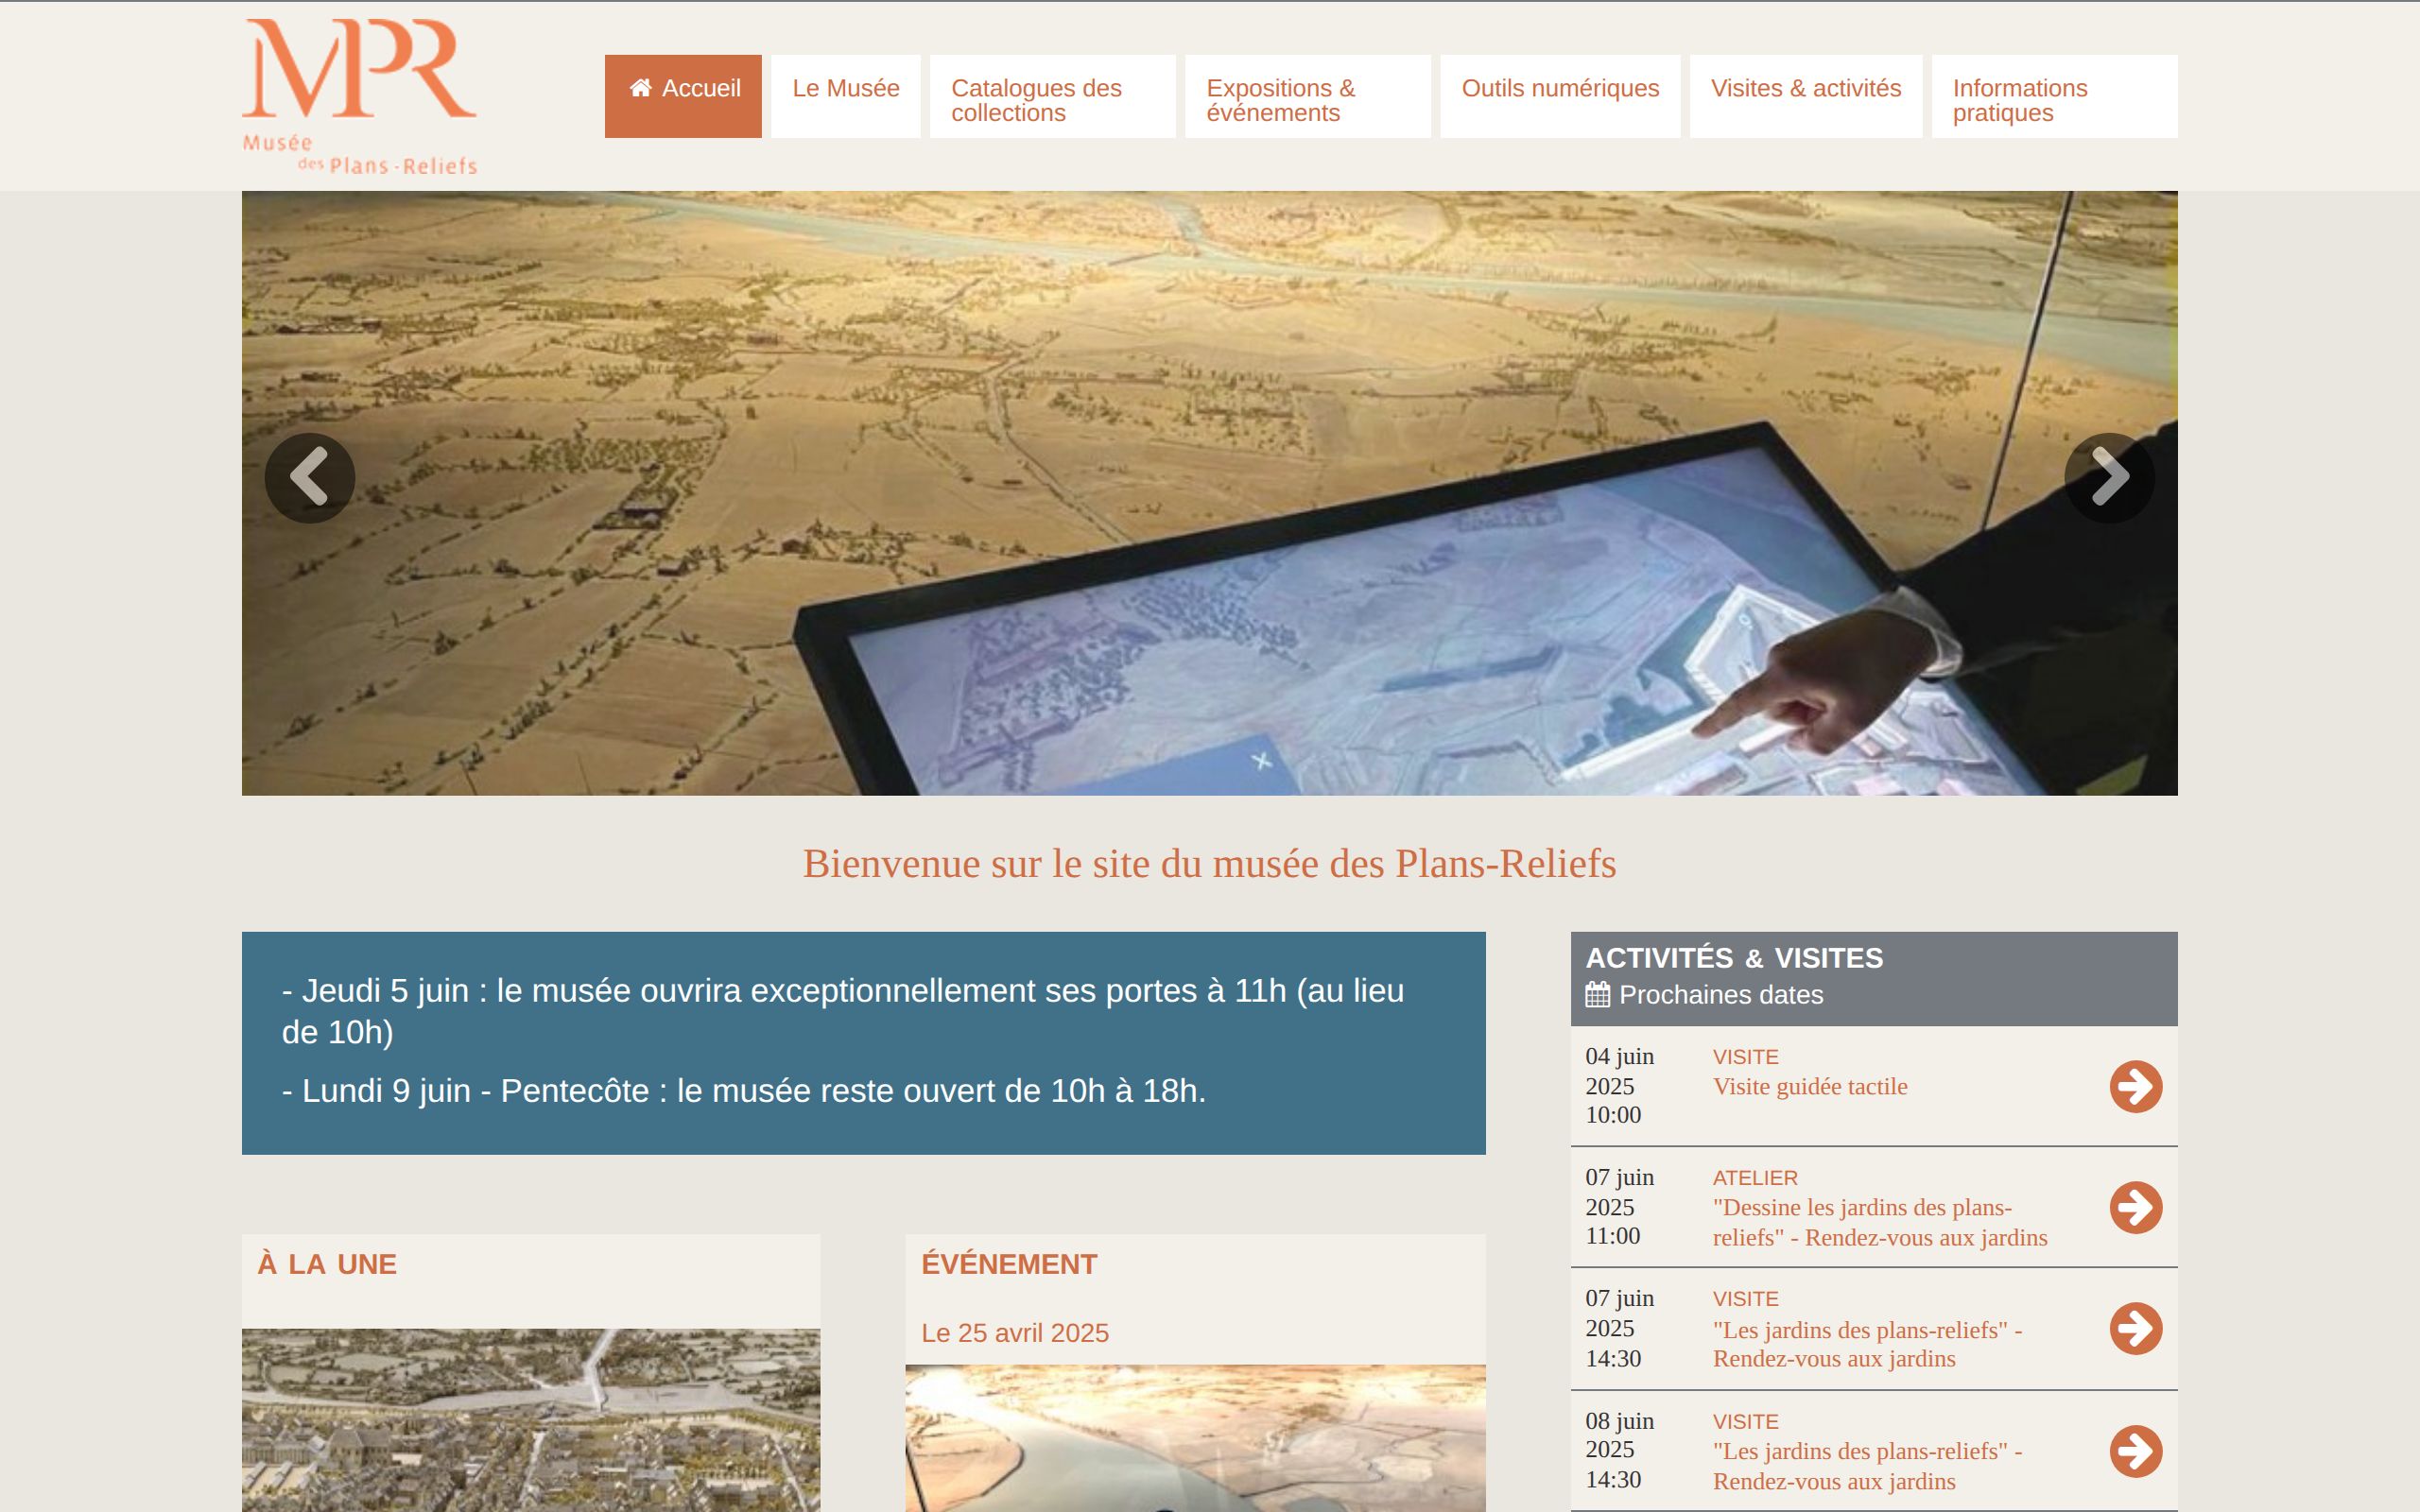 MPR
Musée
des Plans-Reliefs
Accueil
Le Musée
Catalogues des
collections
Expositions &
événements
Outils numériques
Visites & activités
Informations
pratiques
Bienvenue sur le site du musée des Plans-Reliefs
- Jeudi 5 juin : le musée ouvrira exceptionnellement ses portes à 11h (au lieu
de 10h)
- Lundi 9 juin - Pentecôte : le musée reste ouvert de 10h à 18h.
À LA UNE
ÉVÉNEMENT
Le 25 avril 2025
ACTIVITÉS & VISITES
Prochaines dates
04 juin
2025
10:00
VISITE
Visite guidée tactile
07 juin
2025
11:00
ATELIER
"Dessine les jardins des plans-
reliefs" - Rendez-vous aux jardins
07 juin
2025
14:30
VISITE
"Les jardins des plans-reliefs" -
Rendez-vous aux jardins
08 juin
2025
14:30
VISITE
"Les jardins des plans-reliefs" -
Rendez-vous aux jardins